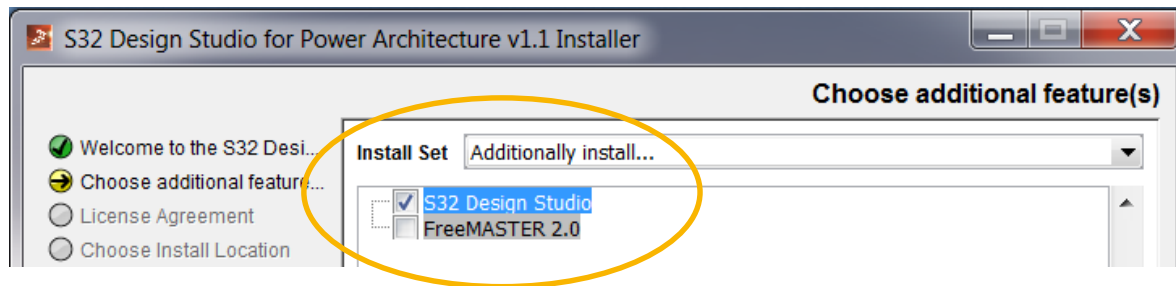 S32 Design Studio for Power Architecture v1.1 Installer
Choose additional feature(s)
Welcome to the S32 Desi...
Choose additional feature...
License Agreement
Choose Install Location
Install Set Additionally install...
S32 Design Studio
FreeMASTER 2.0